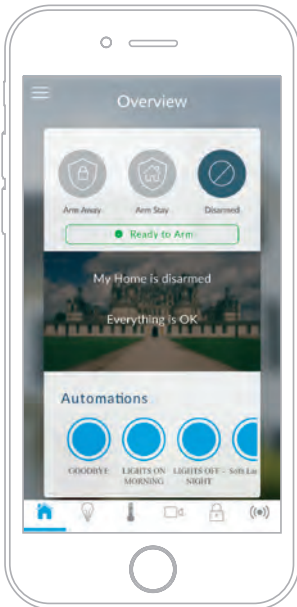 Overview
Arm Away Arm Stay Disarmed
Ready to Arm
My Home is disarmed
Everything is OK
Automations
GOODBYE LIGHTS ON LIGHTS OFF -
MORNING NIGHT